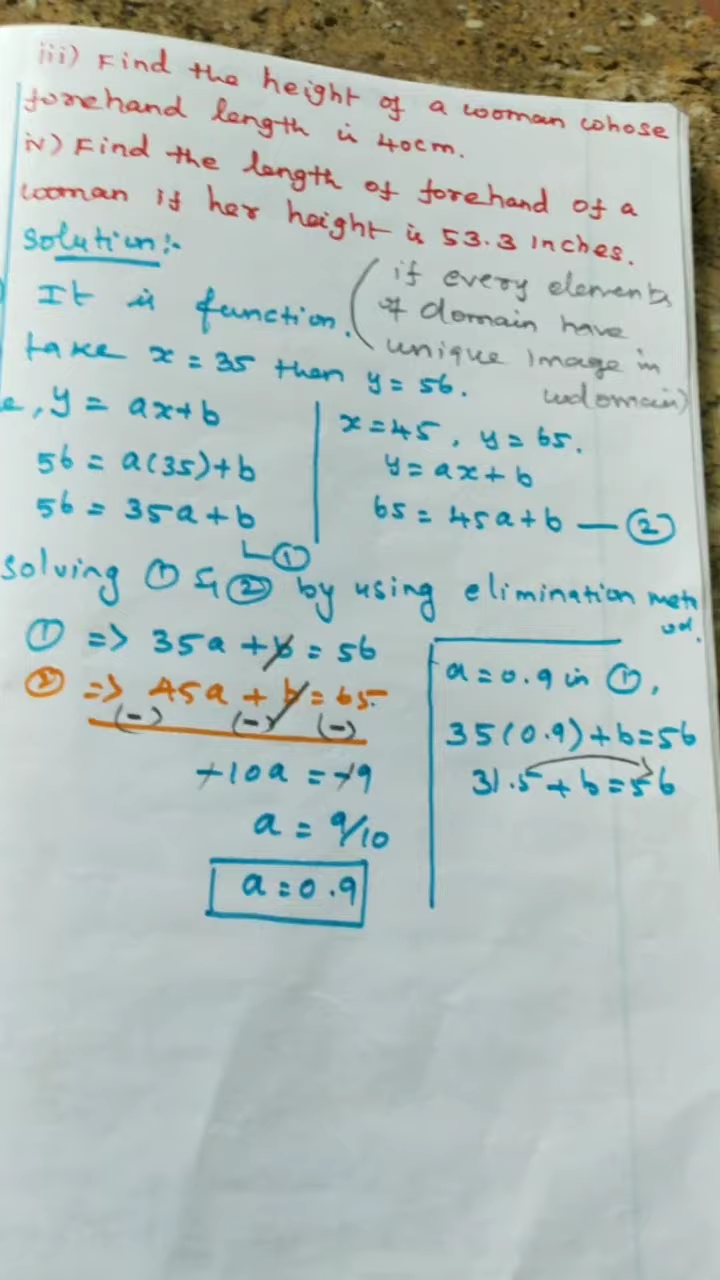 iii) Find the height of a woman whose
forehand length is 40cm.
iv) Find the length of forehand of a
woman if her height is 53.3 inches.
Solution:-
It is function. (if every elements
of domain have
unique image in
codomain)
take x = 35 then y = 56.
y = ax+b
56 = a(35)+b
56 = 35a+b
①
x=45, y=65.
y=ax+b
65=45a+b — ②
Solving ① & ② by using elimination meth
od.
① => 35a + b = 56
② => 45a + b = 65
(-) (-) (-)
-10a = -9
a = 9/10
a = 0.9
a = 0.9 in ①,
35(0.9)+b=56
31.5+b=56